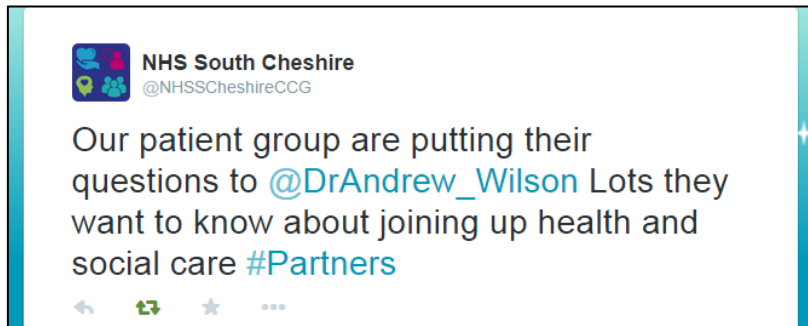 NHS South Cheshire
@NHSSCheshireCCG
Our patient group are putting their
questions to @DrAndrew_Wilson Lots they
want to know about joining up health and
social care #Partners